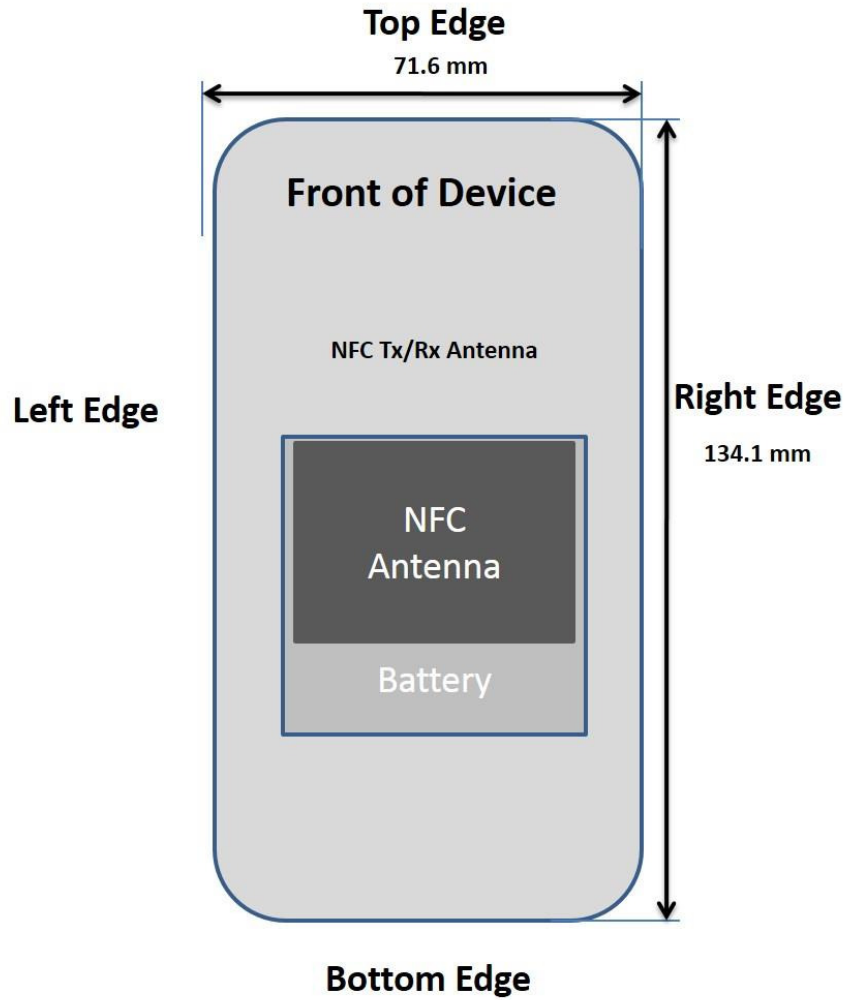 Top Edge
71.6 mm
Front of Device
NFC Tx/Rx Antenna
Left Edge
Right Edge
134.1 mm
NFC
Antenna
Battery
Bottom Edge